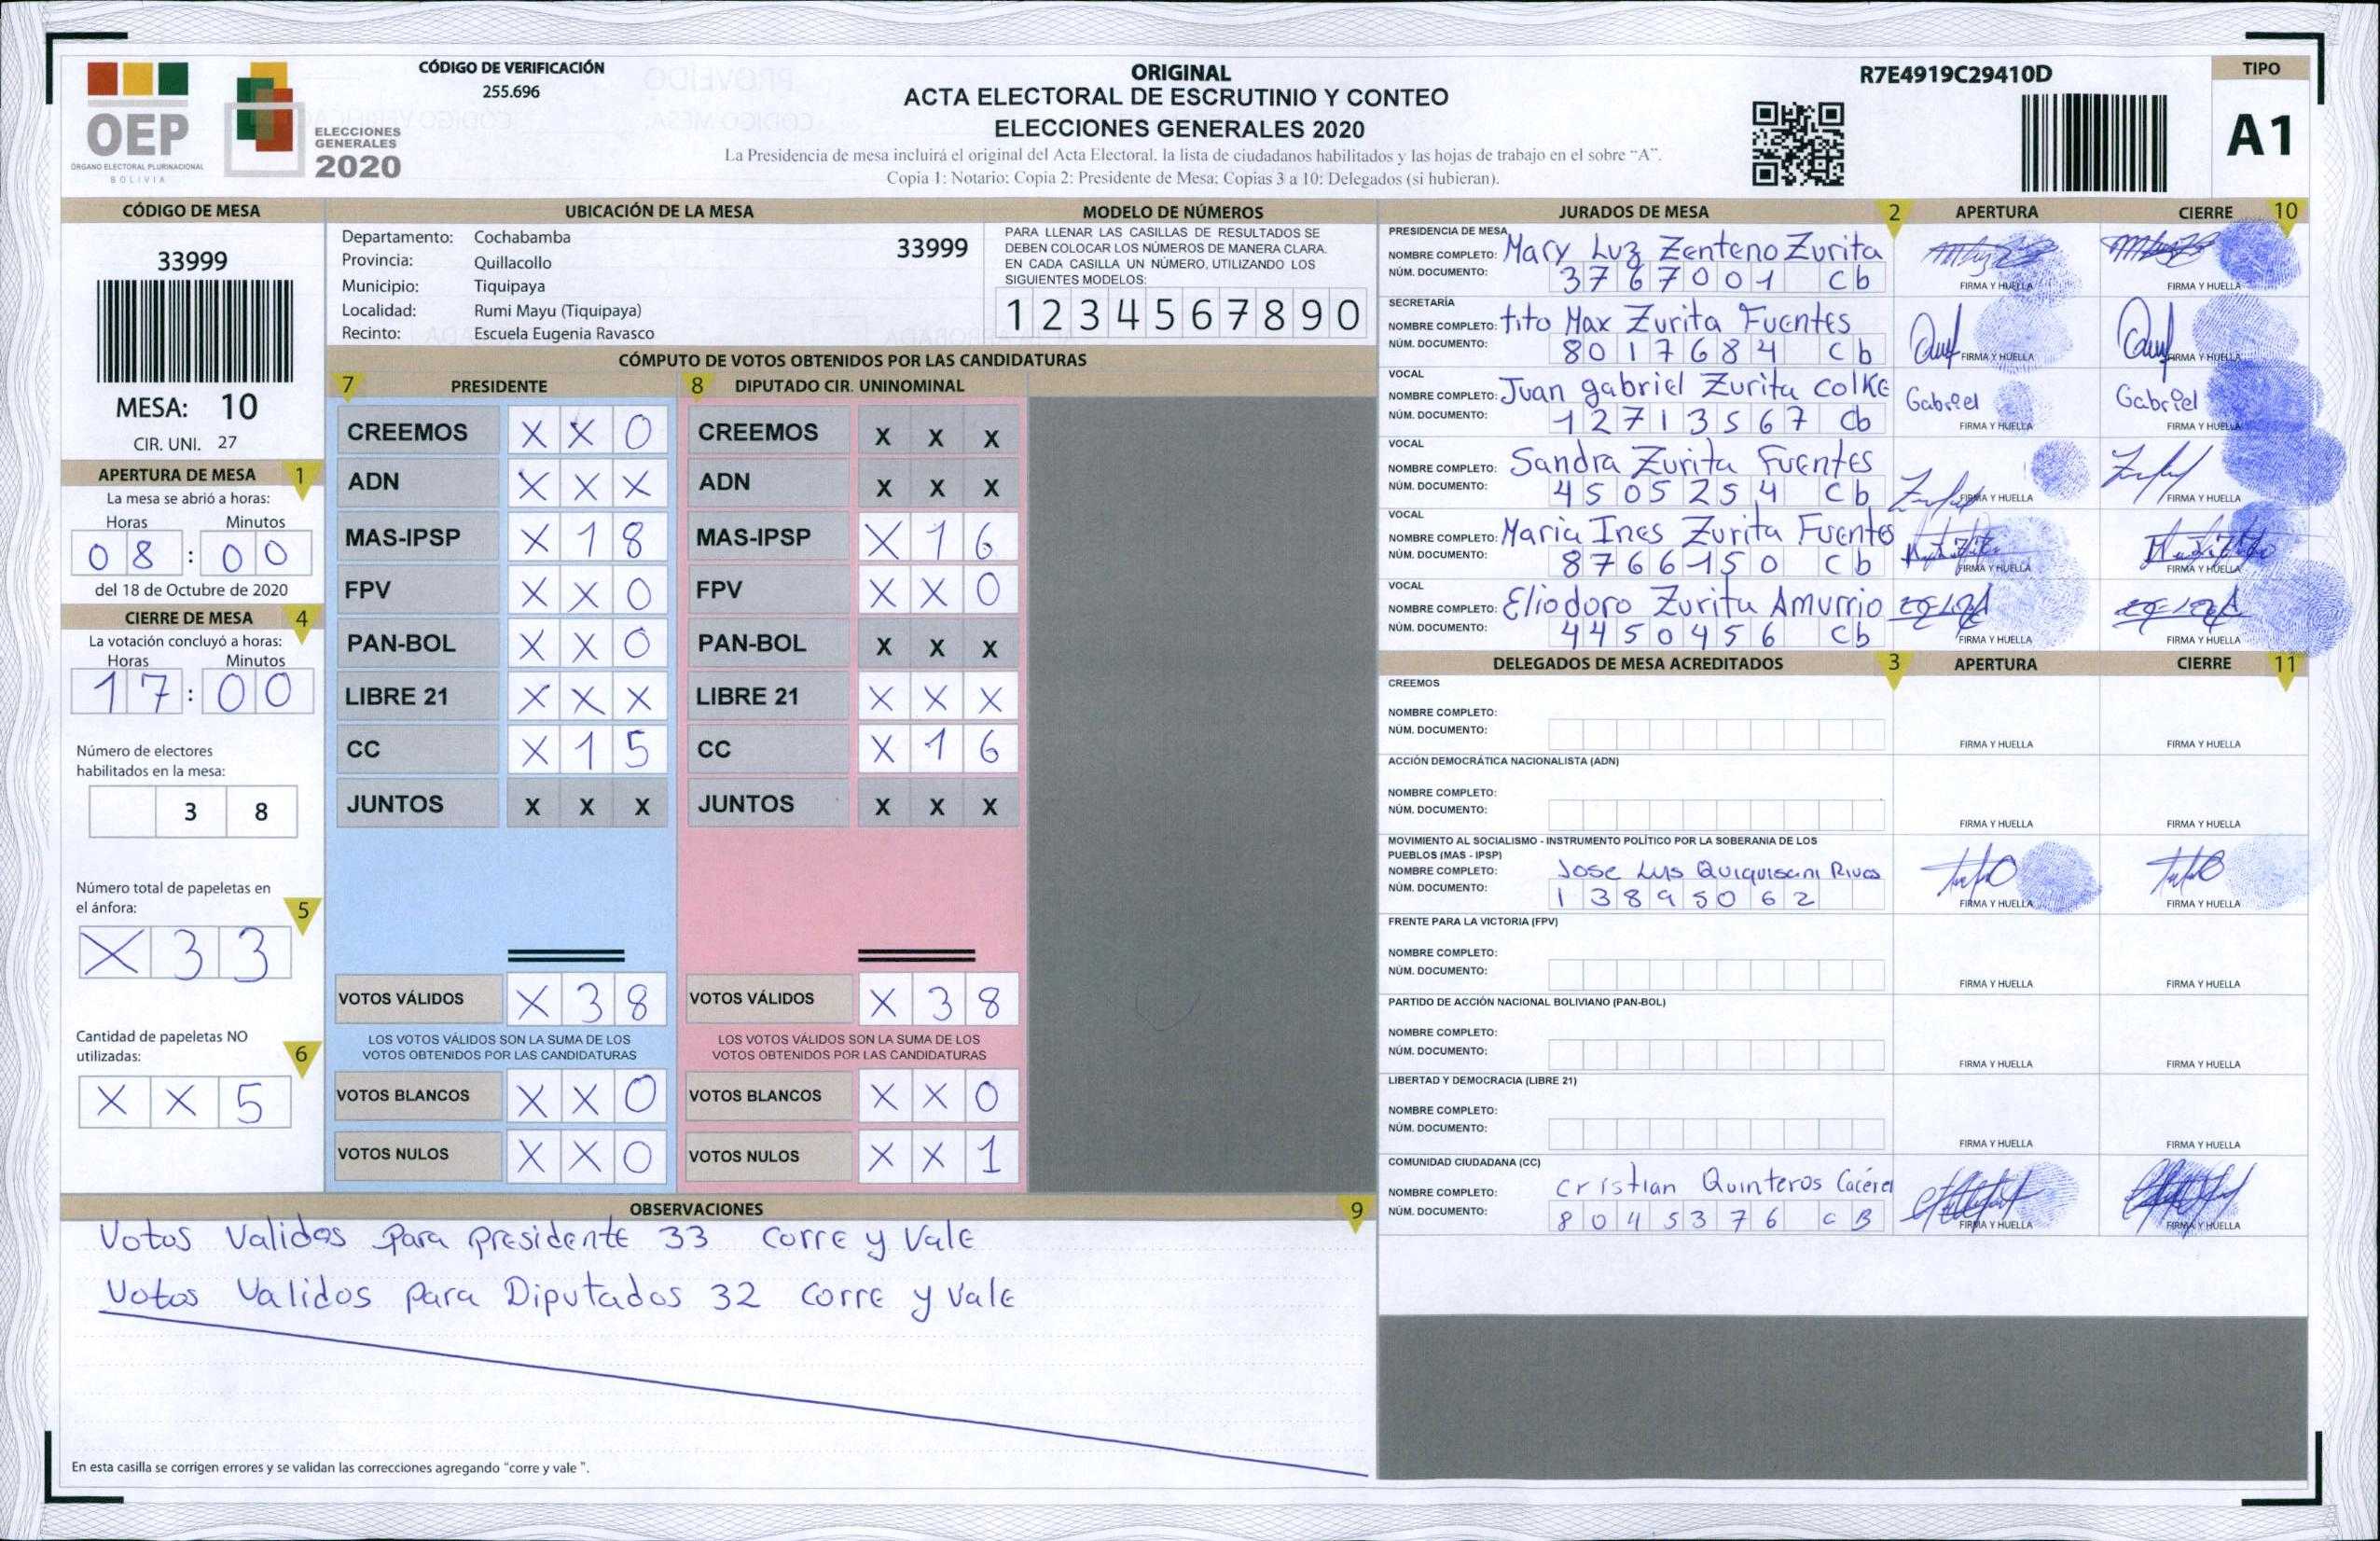 OEP
ÓRGANO ELECTORAL PLURINACIONAL
BOLIVIA
ELECCIONES
GENERALES
2020
CÓDIGO DE VERIFICACIÓN
255.696
ORIGINAL
ACTA ELECTORAL DE ESCRUTINIO Y CONTEO
ELECCIONES GENERALES 2020
La Presidencia de mesa incluirá el original del Acta Electoral, la lista de ciudadanos habilitados y las hojas de trabajo en el sobre “A”.
Copia 1: Notario; Copia 2: Presidente de Mesa; Copias 3 a 10: Delegados (si hubieran).
R7E4919C29410D
TIPO
A1
CÓDIGO DE MESA
33999
MESA: 10
CIR. UNI. 27
APERTURA DE MESA 1
La mesa se abrió a horas:
Horas Minutos
08 : 00
del 18 de Octubre de 2020
CIERRE DE MESA 4
La votación concluyó a horas:
Horas Minutos
17 : 00
Número de electores
habilitados en la mesa:
3 8
Número total de papeletas en
el ánfora: 5
X 3 3
Cantidad de papeletas NO
utilizadas: 6
X X 5
UBICACIÓN DE LA MESA
Departamento: Cochabamba 33999
Provincia: Quillacollo
Municipio: Tiquipaya
Localidad: Rumi Mayu (Tiquipaya)
Recinto: Escuela Eugenia Ravasco
MODELO DE NÚMEROS
PARA LLENAR LAS CASILLAS DE RESULTADOS SE
DEBEN COLOCAR LOS NÚMEROS DE MANERA CLARA.
EN CADA CASILLA UN NÚMERO, UTILIZANDO LOS
SIGUIENTES MODELOS:
1 2 3 4 5 6 7 8 9 0
CÓMPUTO DE VOTOS OBTENIDOS POR LAS CANDIDATURAS
7 PRESIDENTE 8 DIPUTADO CIR. UNINOMINAL
CREEMOS X X 0 CREEMOS X X X
ADN X X X ADN X X X
MAS-IPSP X 1 8 MAS-IPSP X 1 6
FPV X X 0 FPV X X 0
PAN-BOL X X 0 PAN-BOL X X X
LIBRE 21 X X X LIBRE 21 X X X
CC X 1 5 CC X 1 6
JUNTOS X X X JUNTOS X X X
VOTOS VÁLIDOS X 3 8 VOTOS VÁLIDOS X 3 8
LOS VOTOS VÁLIDOS SON LA SUMA DE LOS LOS VOTOS VÁLIDOS SON LA SUMA DE LOS
VOTOS OBTENIDOS POR LAS CANDIDATURAS VOTOS OBTENIDOS POR LAS CANDIDATURAS
VOTOS BLANCOS X X 0 VOTOS BLANCOS X X 0
VOTOS NULOS X X 0 VOTOS NULOS X X 1
OBSERVACIONES 9
Votos Validos para presidente 33 corre y vale
Votos Validos para Diputados 32 corre y vale
En esta casilla se corrigen errores y se validan las correcciones agregando "corre y vale ".
JURADOS DE MESA 2 APERTURA CIERRE 10
PRESIDENCIA DE MESA
NOMBRE COMPLETO: Mary Luz Zenteno Zurita
NÚM. DOCUMENTO: 3767001 Cb FIRMA Y HUELLA FIRMA Y HUELLA
SECRETARÍA
NOMBRE COMPLETO: tito Max Zurita Fuentes
NÚM. DOCUMENTO: 8017684 Cb FIRMA Y HUELLA FIRMA Y HUELLA
VOCAL
NOMBRE COMPLETO: Juan gabriel Zurita colke Gabriel Gabriel
NÚM. DOCUMENTO: 12713567 Cb FIRMA Y HUELLA FIRMA Y HUELLA
VOCAL
NOMBRE COMPLETO: Sandra Zurita Fuentes
NÚM. DOCUMENTO: 4505254 Cb FIRMA Y HUELLA FIRMA Y HUELLA
VOCAL
NOMBRE COMPLETO: Maria Ines Zurita Fuentes
NÚM. DOCUMENTO: 8766150 Cb FIRMA Y HUELLA FIRMA Y HUELLA
VOCAL
NOMBRE COMPLETO: Eliodoro Zurita Amurrio
NÚM. DOCUMENTO: 4450456 Cb FIRMA Y HUELLA FIRMA Y HUELLA
DELEGADOS DE MESA ACREDITADOS 3 APERTURA CIERRE 11
CREEMOS
NOMBRE COMPLETO:
NÚM. DOCUMENTO: FIRMA Y HUELLA FIRMA Y HUELLA
ACCIÓN DEMOCRÁTICA NACIONALISTA (ADN)
NOMBRE COMPLETO:
NÚM. DOCUMENTO: FIRMA Y HUELLA FIRMA Y HUELLA
MOVIMIENTO AL SOCIALISMO - INSTRUMENTO POLÍTICO POR LA SOBERANIA DE LOS
PUEBLOS (MAS - IPSP)
NOMBRE COMPLETO: Jose Luis Quiquisani Rivas
NÚM. DOCUMENTO: 13895062 FIRMA Y HUELLA FIRMA Y HUELLA
FRENTE PARA LA VICTORIA (FPV)
NOMBRE COMPLETO:
NÚM. DOCUMENTO: FIRMA Y HUELLA FIRMA Y HUELLA
PARTIDO DE ACCIÓN NACIONAL BOLIVIANO (PAN-BOL)
NOMBRE COMPLETO:
NÚM. DOCUMENTO: FIRMA Y HUELLA FIRMA Y HUELLA
LIBERTAD Y DEMOCRACIA (LIBRE 21)
NOMBRE COMPLETO:
NÚM. DOCUMENTO: FIRMA Y HUELLA FIRMA Y HUELLA
COMUNIDAD CIUDADANA (CC)
NOMBRE COMPLETO: Cristian Quinteros
NÚM. DOCUMENTO: 8045376 CB FIRMA Y HUELLA FIRMA Y HUELLA